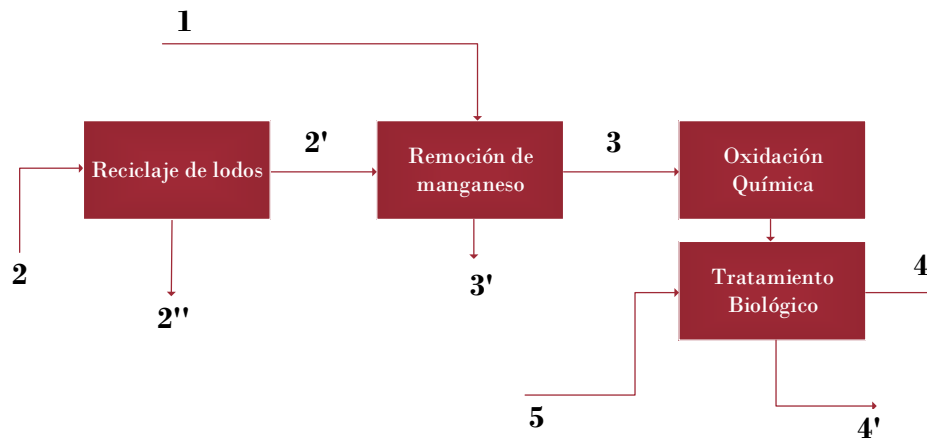 1
2'
3
Reciclaje de lodos
Remoción de
manganeso
Oxidación
Química
2
2''
3'
Tratamiento
Biológico
4
5
4'